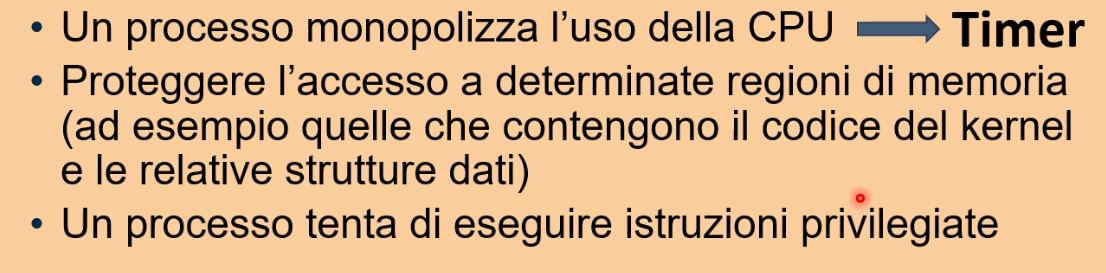 • Un processo monopolizza l'uso della CPU Timer
• Proteggere l'accesso a determinate regioni di memoria
(ad esempio quelle che contengono il codice del kernel
e le relative strutture dati)
• Un processo tenta di eseguire istruzioni privilegiate